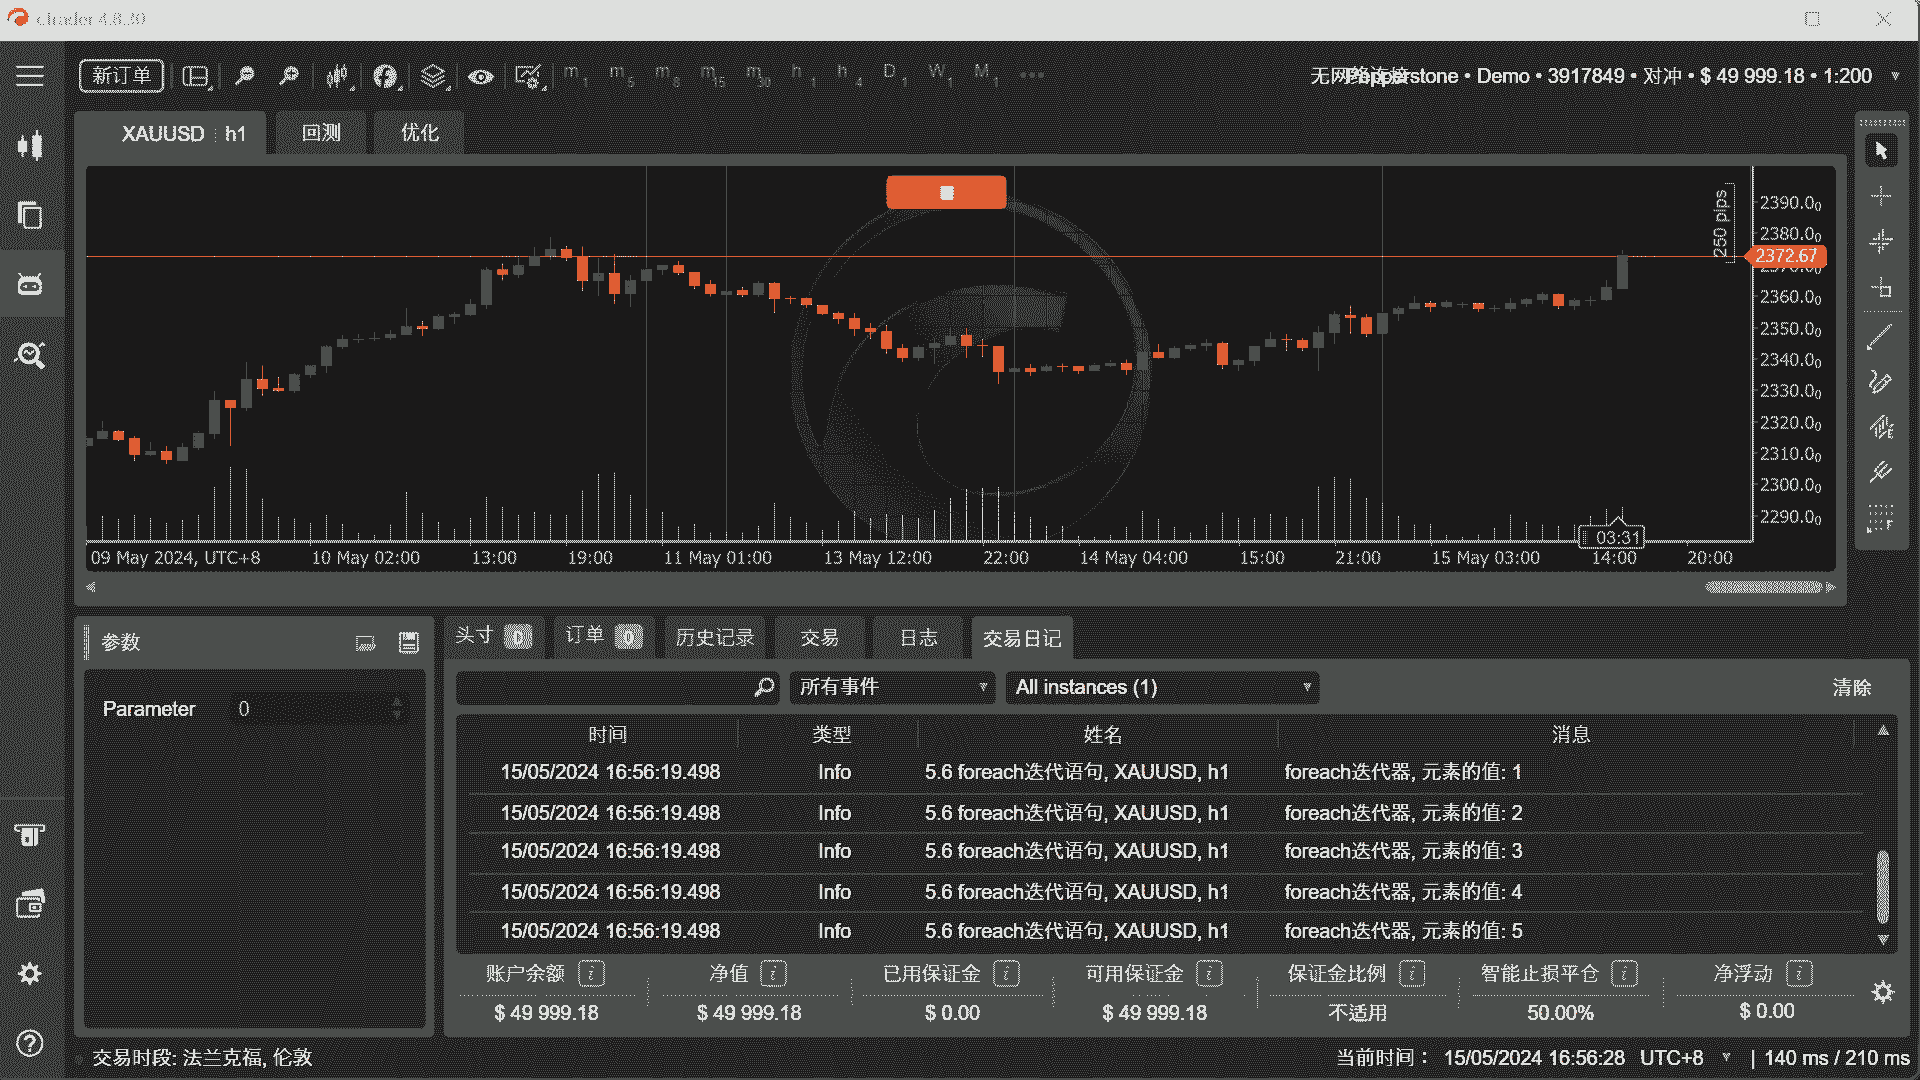 cTrader 4.8.30
新订单
m1 m5 m8 m15 m30 h1 h4 D1 W1 M1
Pepperstone • Demo • 3917849 • 对冲 • $ 49 999.18 • 1:200
XAUUSD h1
回测
优化
250 pips
2390.00
2380.00
2372.67
2360.00
2350.00
2340.00
2330.00
2320.00
2310.00
2300.00
2290.00
03:31
09 May 2024, UTC+8 10 May 02:00 13:00 19:00 11 May 01:00 13 May 12:00 22:00 14 May 04:00 15:00 21:00 15 May 03:00 14:00 20:00
参数
Parameter 0
头寸 0 订单 0 历史记录 交易 日志 交易日记
所有事件 All instances (1) 清除
时间 类型 姓名 消息
15/05/2024 16:56:19.498 Info 5.6 foreach迭代语句, XAUUSD, h1 foreach迭代器, 元素的值: 1
15/05/2024 16:56:19.498 Info 5.6 foreach迭代语句, XAUUSD, h1 foreach迭代器, 元素的值: 2
15/05/2024 16:56:19.498 Info 5.6 foreach迭代语句, XAUUSD, h1 foreach迭代器, 元素的值: 3
15/05/2024 16:56:19.498 Info 5.6 foreach迭代语句, XAUUSD, h1 foreach迭代器, 元素的值: 4
15/05/2024 16:56:19.498 Info 5.6 foreach迭代语句, XAUUSD, h1 foreach迭代器, 元素的值: 5
账户余额 净值 已用保证金 可用保证金 保证金比例 智能止损平仓 净浮动
$ 49 999.18 $ 49 999.18 $ 0.00 $ 49 999.18 不适用 50.00% $ 0.00
交易时段: 法兰克福, 伦敦
当前时间： 15/05/2024 16:56:28 UTC+8 | 140 ms / 210 ms